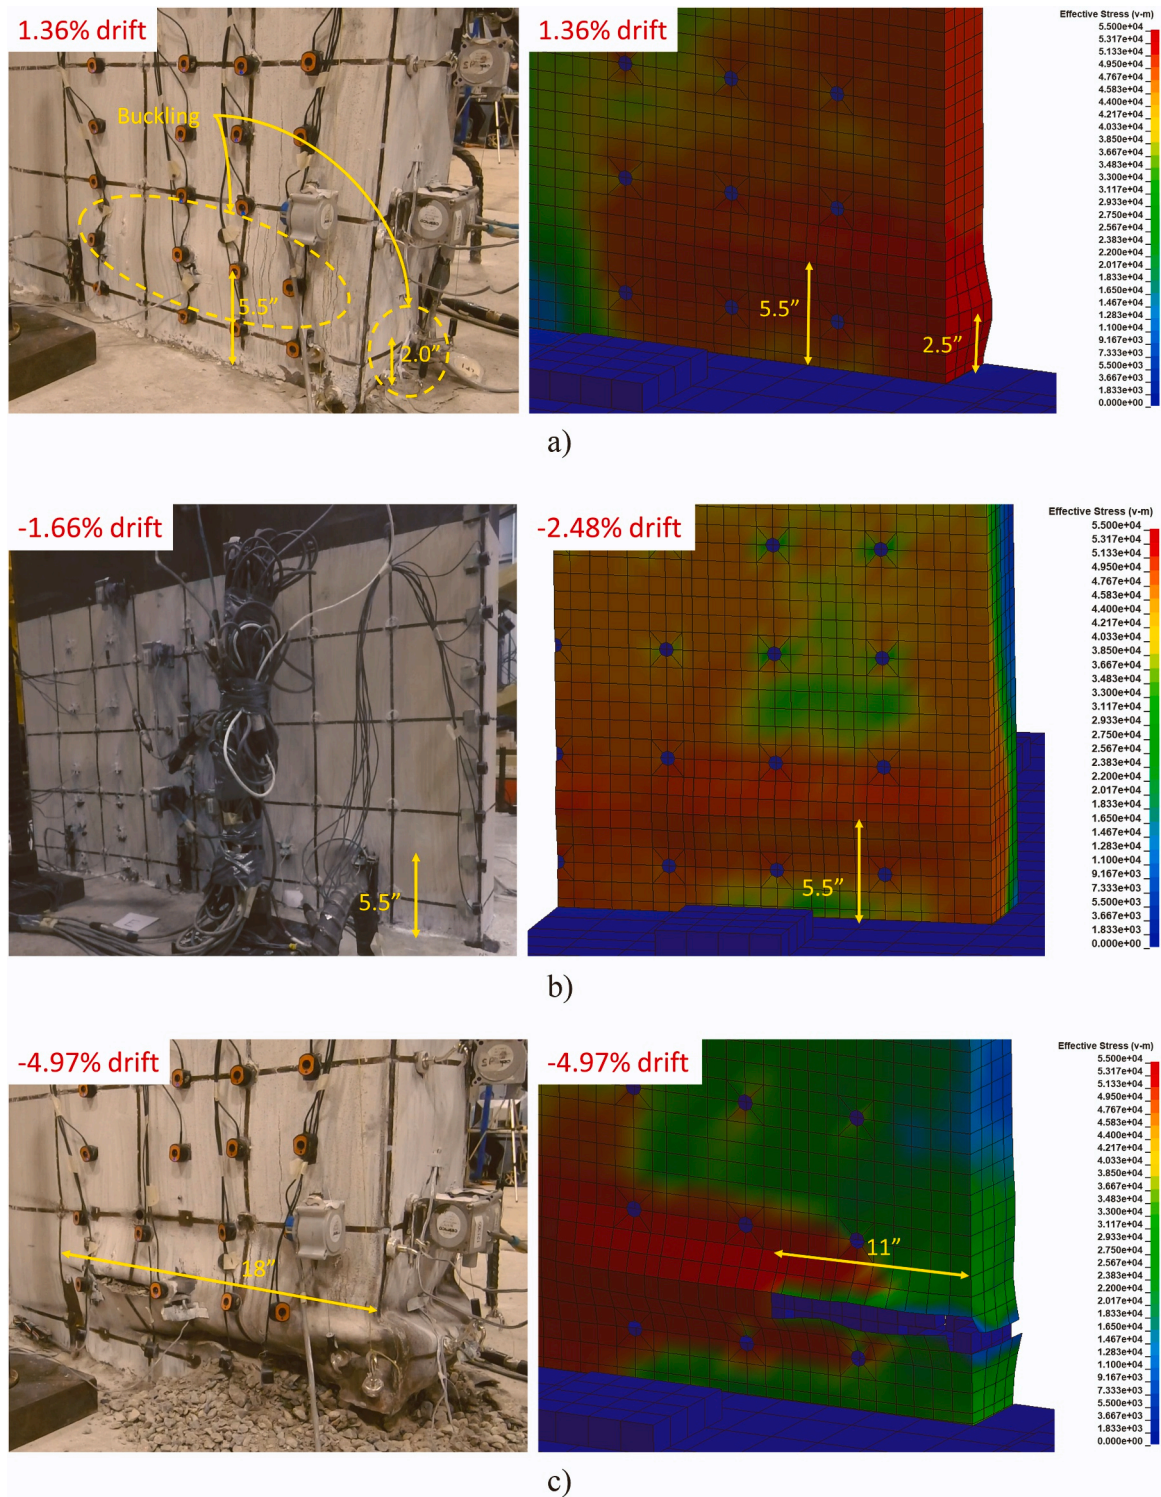 1.36% drift
Buckling
5.5”
2.0”
1.36% drift
5.5”
2.5”
Effective Stress (v-m)
5.500e+04
5.317e+04
5.133e+04
4.950e+04
4.767e+04
4.583e+04
4.400e+04
4.217e+04
4.033e+04
3.850e+04
3.667e+04
3.483e+04
3.300e+04
3.117e+04
2.933e+04
2.750e+04
2.567e+04
2.383e+04
2.200e+04
2.017e+04
1.833e+04
1.650e+04
1.467e+04
1.283e+04
1.100e+04
9.167e+03
7.333e+03
5.500e+03
3.667e+03
1.833e+03
0.000e+00
a)
-1.66% drift
5.5”
-2.48% drift
5.5”
Effective Stress (v-m)
5.500e+04
5.317e+04
5.133e+04
4.950e+04
4.767e+04
4.583e+04
4.400e+04
4.217e+04
4.033e+04
3.850e+04
3.667e+04
3.483e+04
3.300e+04
3.117e+04
2.933e+04
2.750e+04
2.567e+04
2.383e+04
2.200e+04
2.017e+04
1.833e+04
1.650e+04
1.467e+04
1.283e+04
1.100e+04
9.167e+03
7.333e+03
5.500e+03
3.667e+03
1.833e+03
0.000e+00
b)
-4.97% drift
18”
-4.97% drift
11”
Effective Stress (v-m)
5.500e+04
5.317e+04
5.133e+04
4.950e+04
4.767e+04
4.583e+04
4.400e+04
4.217e+04
4.033e+04
3.850e+04
3.667e+04
3.483e+04
3.300e+04
3.117e+04
2.933e+04
2.750e+04
2.567e+04
2.383e+04
2.200e+04
2.017e+04
1.833e+04
1.650e+04
1.467e+04
1.283e+04
1.100e+04
9.167e+03
7.333e+03
5.500e+03
3.667e+03
1.833e+03
0.000e+00
c)